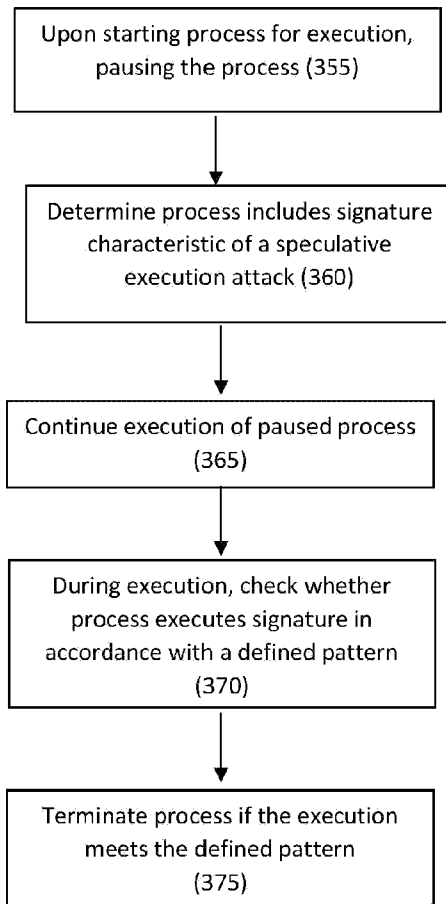 Upon starting process for execution,
pausing the process (355)
Determine process includes signature
characteristic of a speculative
execution attack (360)
Continue execution of paused process
(365)
During execution, check whether
process executes signature in
accordance with a defined pattern
(370)
Terminate process if the execution
meets the defined pattern
(375)